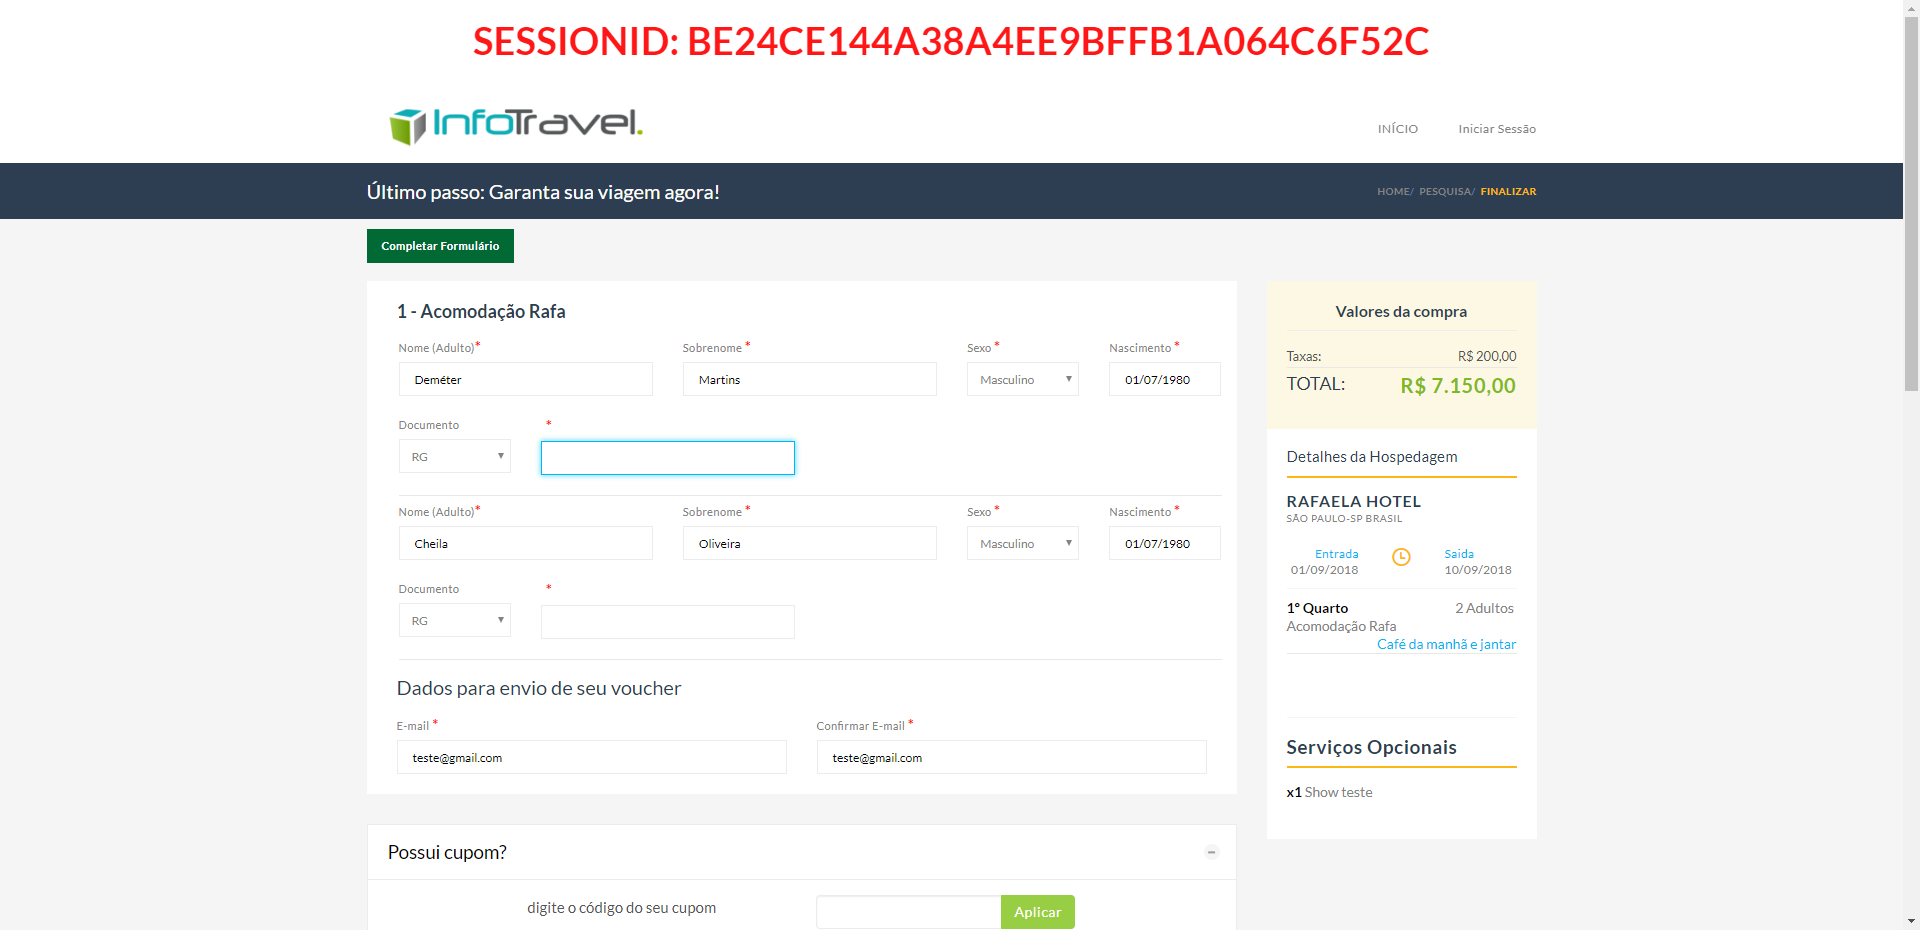 SESSIONID: BE24CE144A38A4EE9BFFB1A064C6F52C
InfoTravel.
INÍCIO Iniciar Sessão
Último passo: Garanta sua viagem agora!
HOME/ PESQUISA/ FINALIZAR
Completar Formulário
1 - Acomodação Rafa
Nome (Adulto)* Sobrenome * Sexo * Nascimento *
Deméter Martins Masculino 01/07/1980
Documento *
RG
Nome (Adulto)* Sobrenome * Sexo * Nascimento *
Cheila Oliveira Masculino 01/07/1980
Documento *
RG
Dados para envio de seu voucher
E-mail * Confirmar E-mail *
teste@gmail.com teste@gmail.com
Possui cupom?
digite o código do seu cupom Aplicar
Valores da compra
Taxas: R$ 200,00
TOTAL: R$ 7.150,00
Detalhes da Hospedagem
RAFAELA HOTEL
SÃO PAULO-SP BRASIL
Entrada Saida
01/09/2018 10/09/2018
1º Quarto 2 Adultos
Acomodação Rafa
Café da manhã e jantar
Serviços Opcionais
x1 Show teste